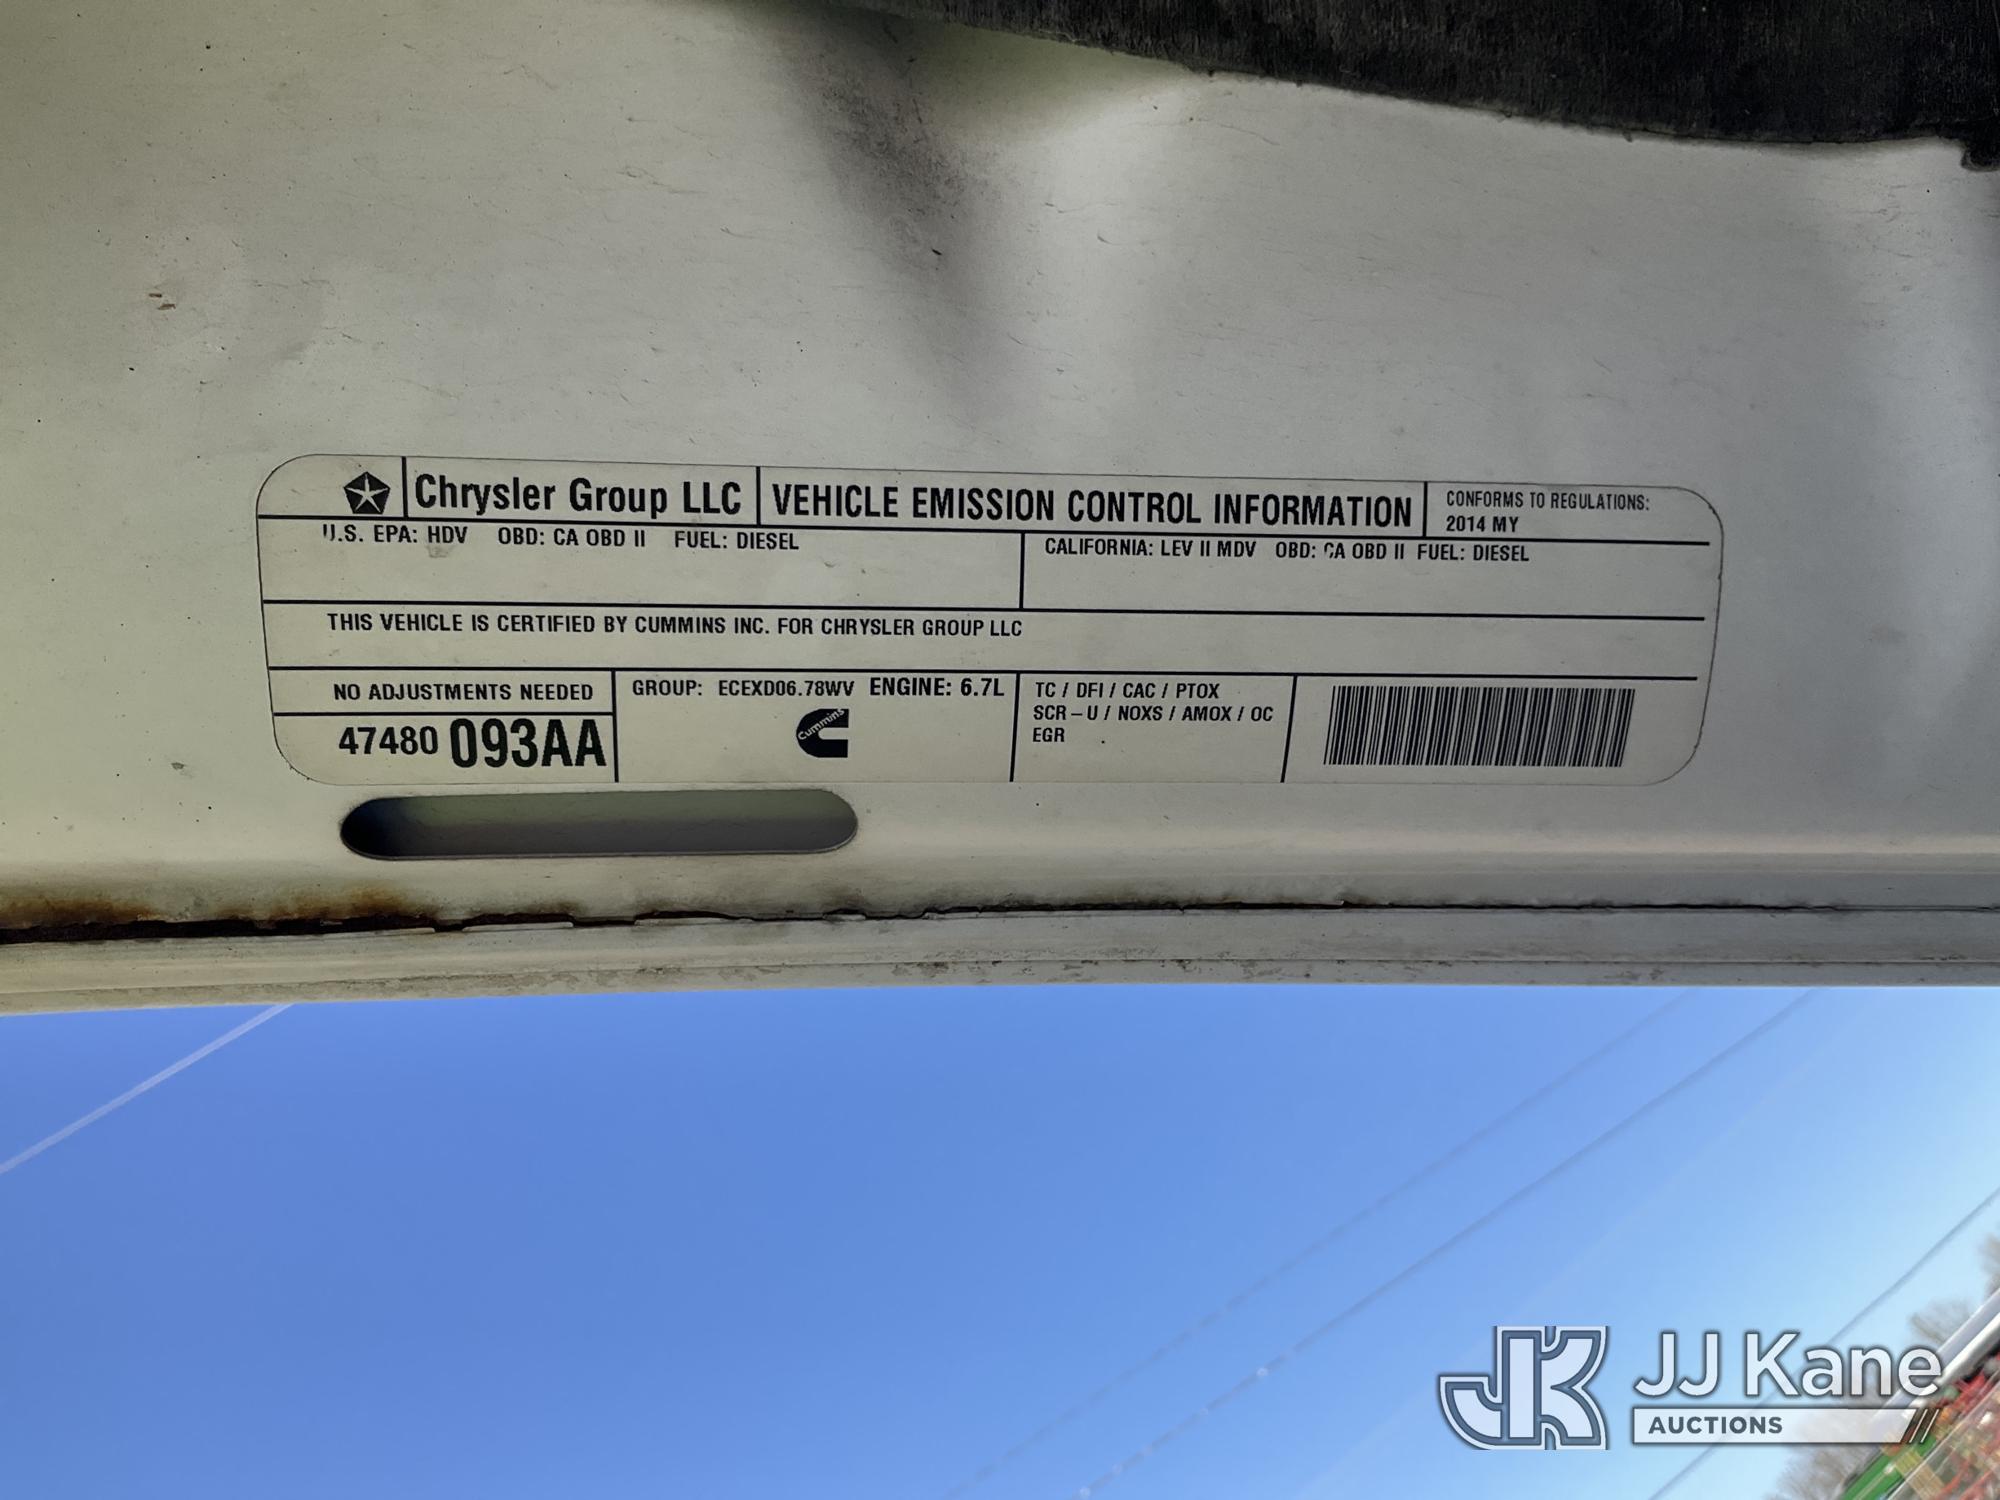 Chrysler Group LLC
VEHICLE EMISSION CONTROL INFORMATION
CONFORMS TO REGULATIONS:
2014 MY
U.S. EPA: HDV OBD: CA OBD II FUEL: DIESEL
CALIFORNIA: LEV II MDV OBD: CA OBD II FUEL: DIESEL
THIS VEHICLE IS CERTIFIED BY CUMMINS INC. FOR CHRYSLER GROUP LLC
NO ADJUSTMENTS NEEDED
47480 093AA
GROUP: ECEXD06.78WV ENGINE: 6.7L
Cummins
TC / DFI / CAC / PTOX
SCR – U / NOXS / AMOX / OC
EGR
JK JJ Kane
AUCTIONS